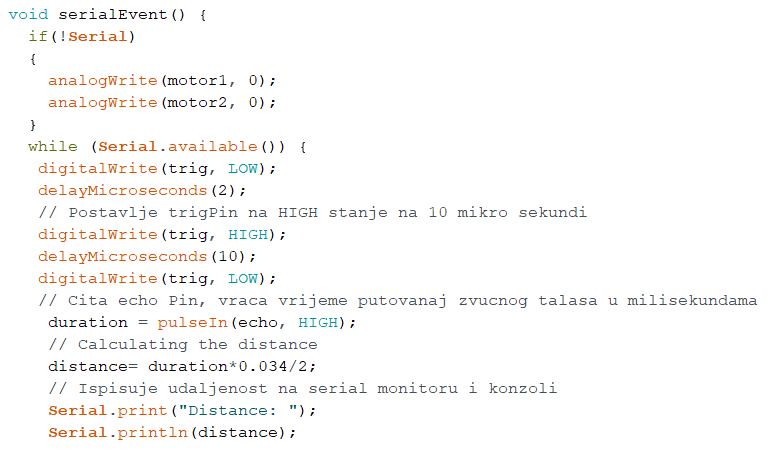 void serialEvent() {
  if(!Serial)
  {
    analogWrite(motor1, 0);
    analogWrite(motor2, 0);
  }
  while (Serial.available()) {
   digitalWrite(trig, LOW);
   delayMicroseconds(2);
   // Postavlje trigPin na HIGH stanje na 10 mikro sekundi
   digitalWrite(trig, HIGH);
   delayMicroseconds(10);
   digitalWrite(trig, LOW);
   // Cita echo Pin, vraca vrijeme putovanaj zvucnog talasa u milisekundama
    duration = pulseIn(echo, HIGH);
    // Calculating the distance
    distance= duration*0.034/2;
    // Ispisuje udaljenost na serial monitoru i konzoli
    Serial.print("Distance: ");
    Serial.println(distance);